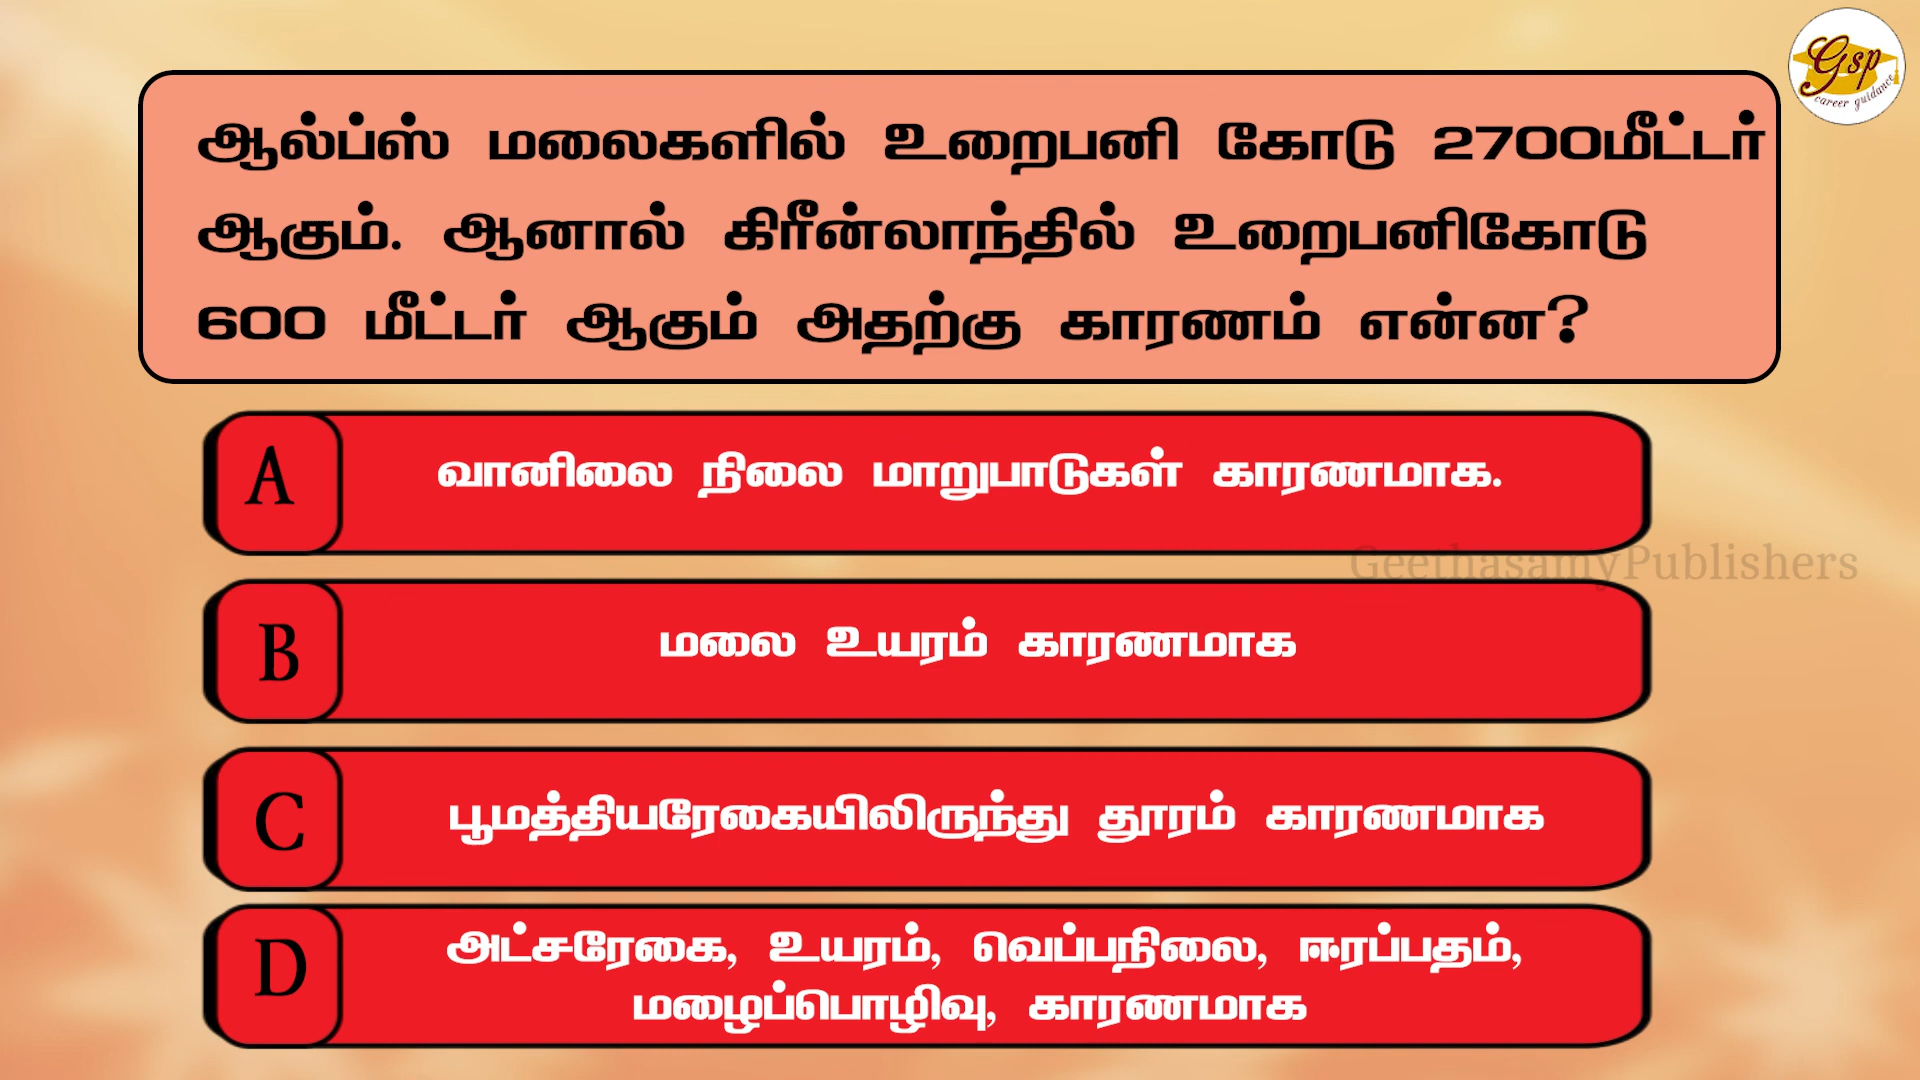 Gsp
career guidance
ஆல்ப்ஸ் மலைகளில் உறைபனி கோடு 2700மீட்டர்
ஆகும். ஆனால் கிரீன்லாந்தில் உறைபனிகோடு
600 மீட்டர் ஆகும் அதற்கு காரணம் என்ன?
A வானிலை நிலை மாறுபாடுகள் காரணமாக.
GeethasamyPublishers
B மலை உயரம் காரணமாக
C பூமத்தியரேகையிலிருந்து தூரம் காரணமாக
D அட்சரேகை, உயரம், வெப்பநிலை, ஈரப்பதம்,
மழைப்பொழிவு, காரணமாக